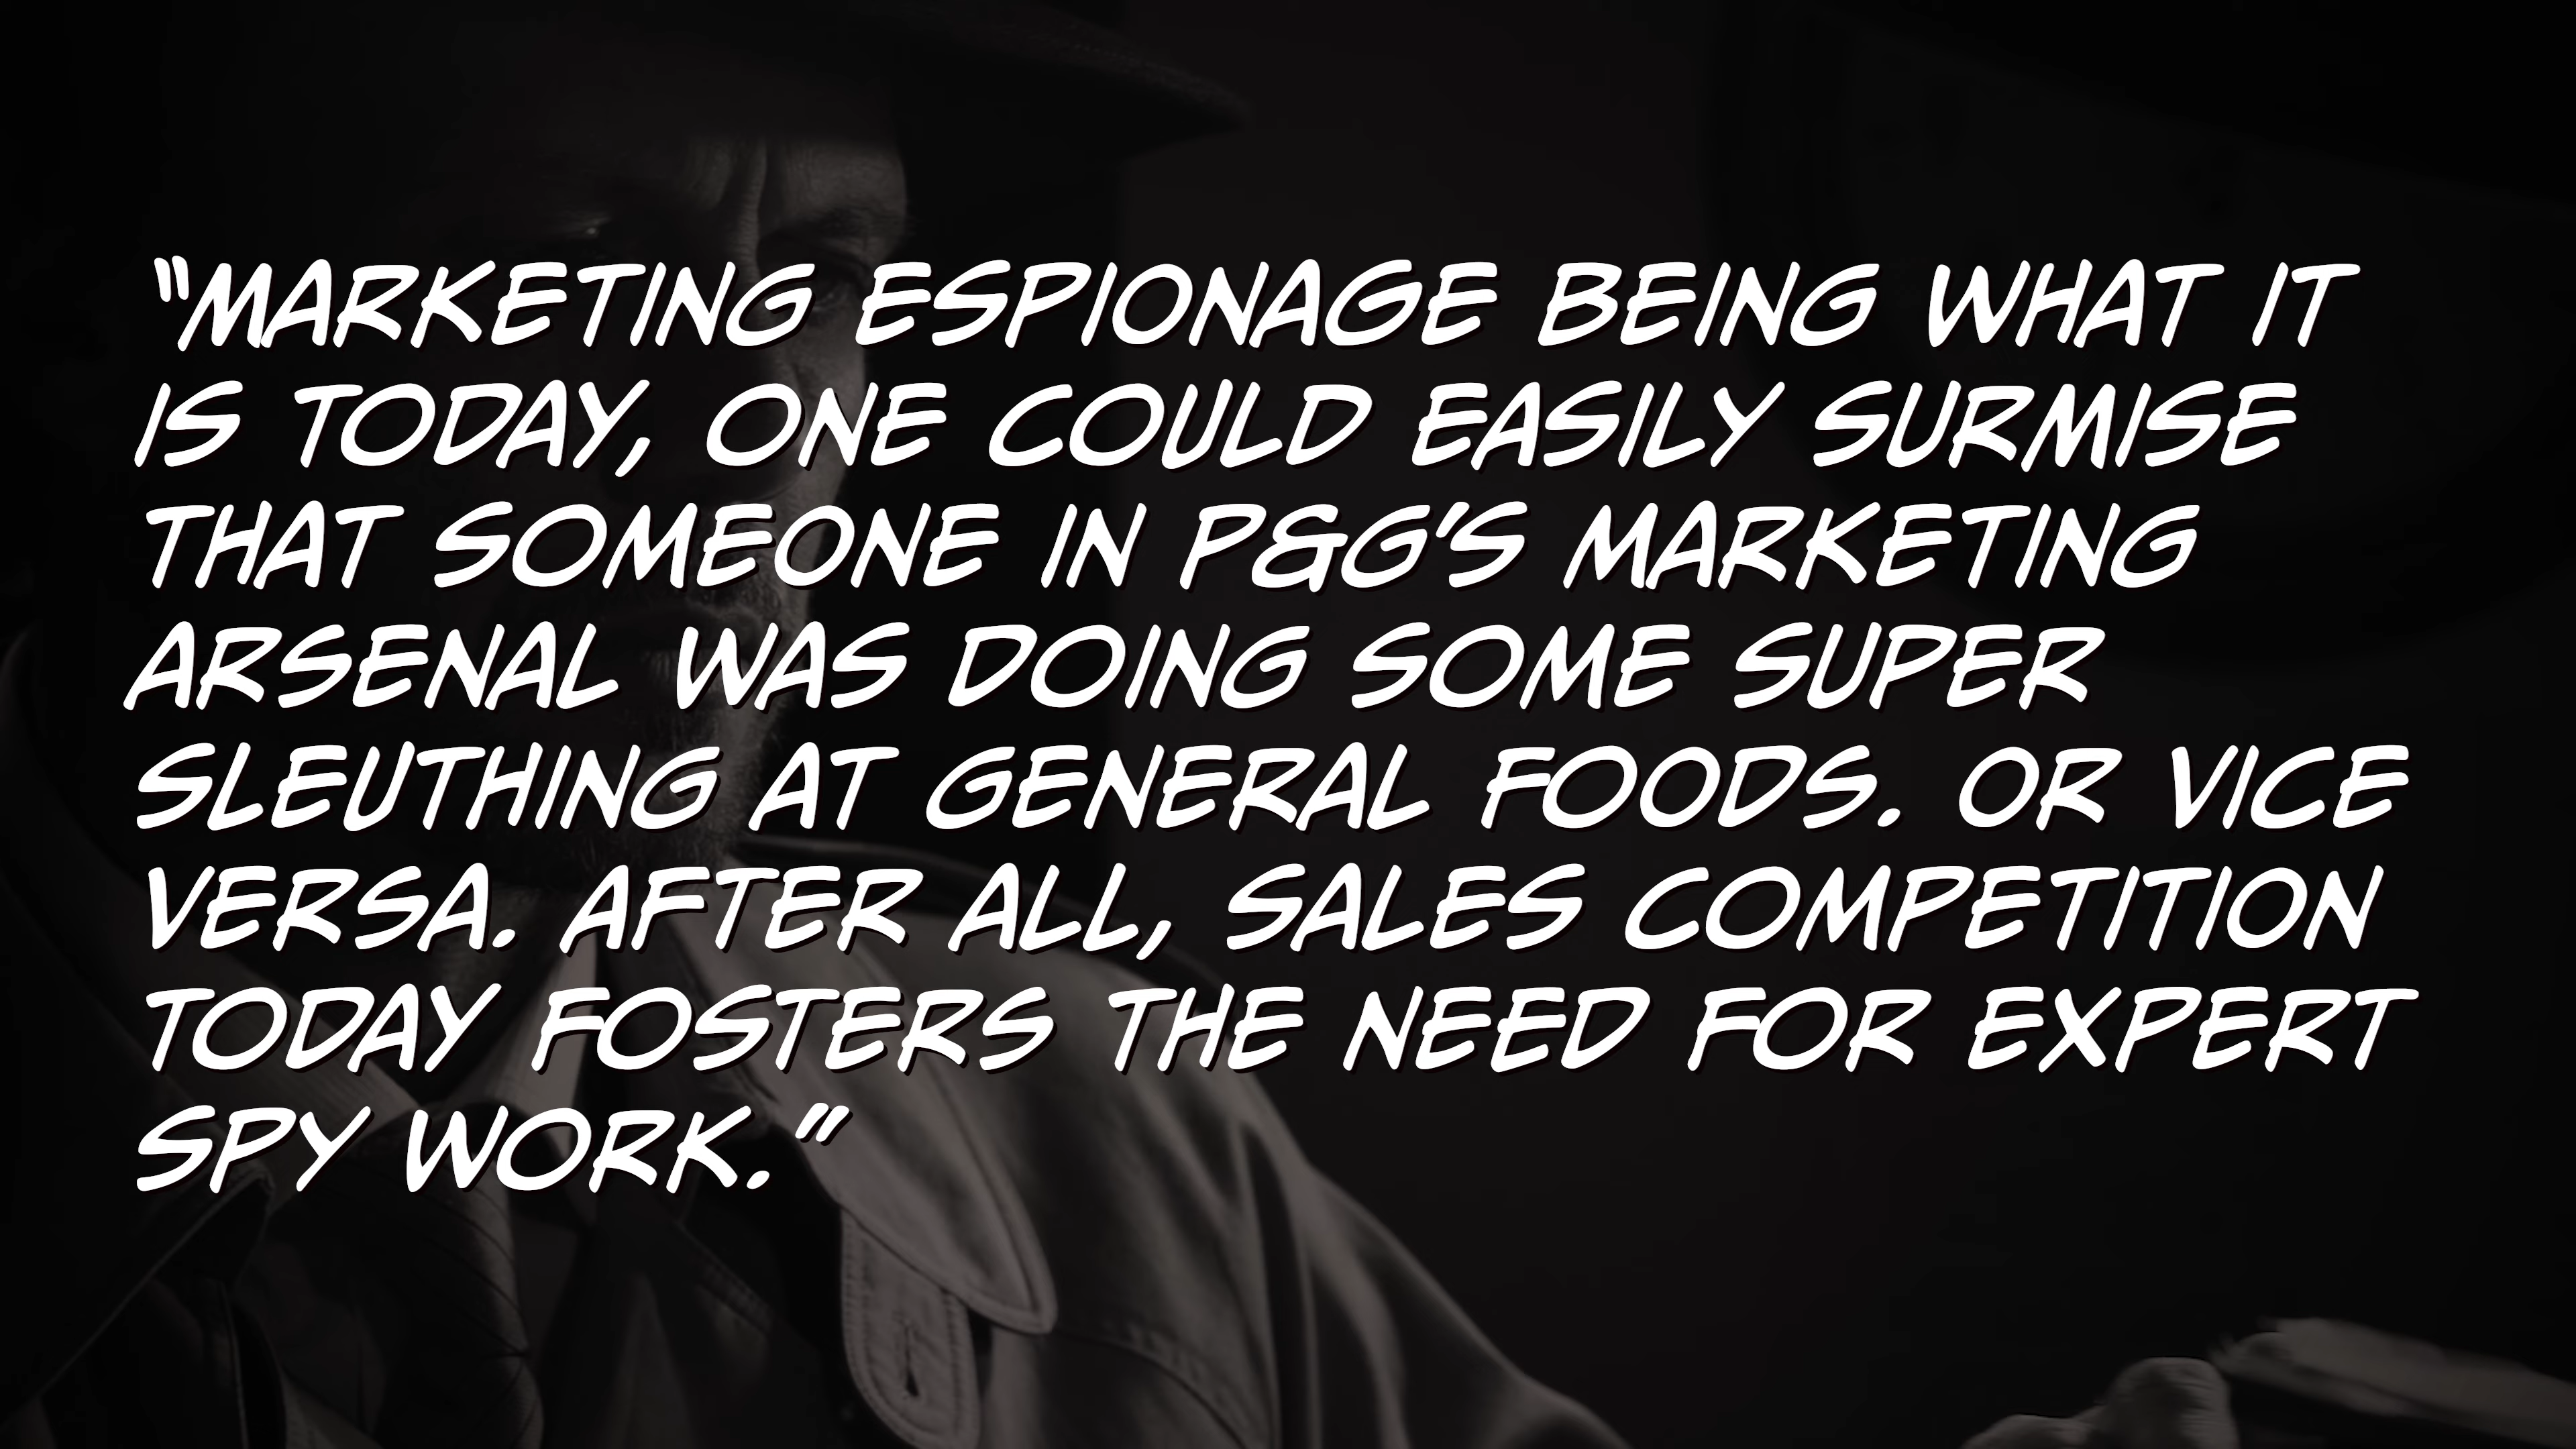 “MARKETING ESPIONAGE BEING WHAT IT
IS TODAY, ONE COULD EASILY SURMISE
THAT SOMEONE IN P&G’S MARKETING
ARSENAL WAS DOING SOME SUPER
SLEUTHING AT GENERAL FOODS. OR VICE
VERSA. AFTER ALL, SALES COMPETITION
TODAY FOSTERS THE NEED FOR EXPERT
SPY WORK.”